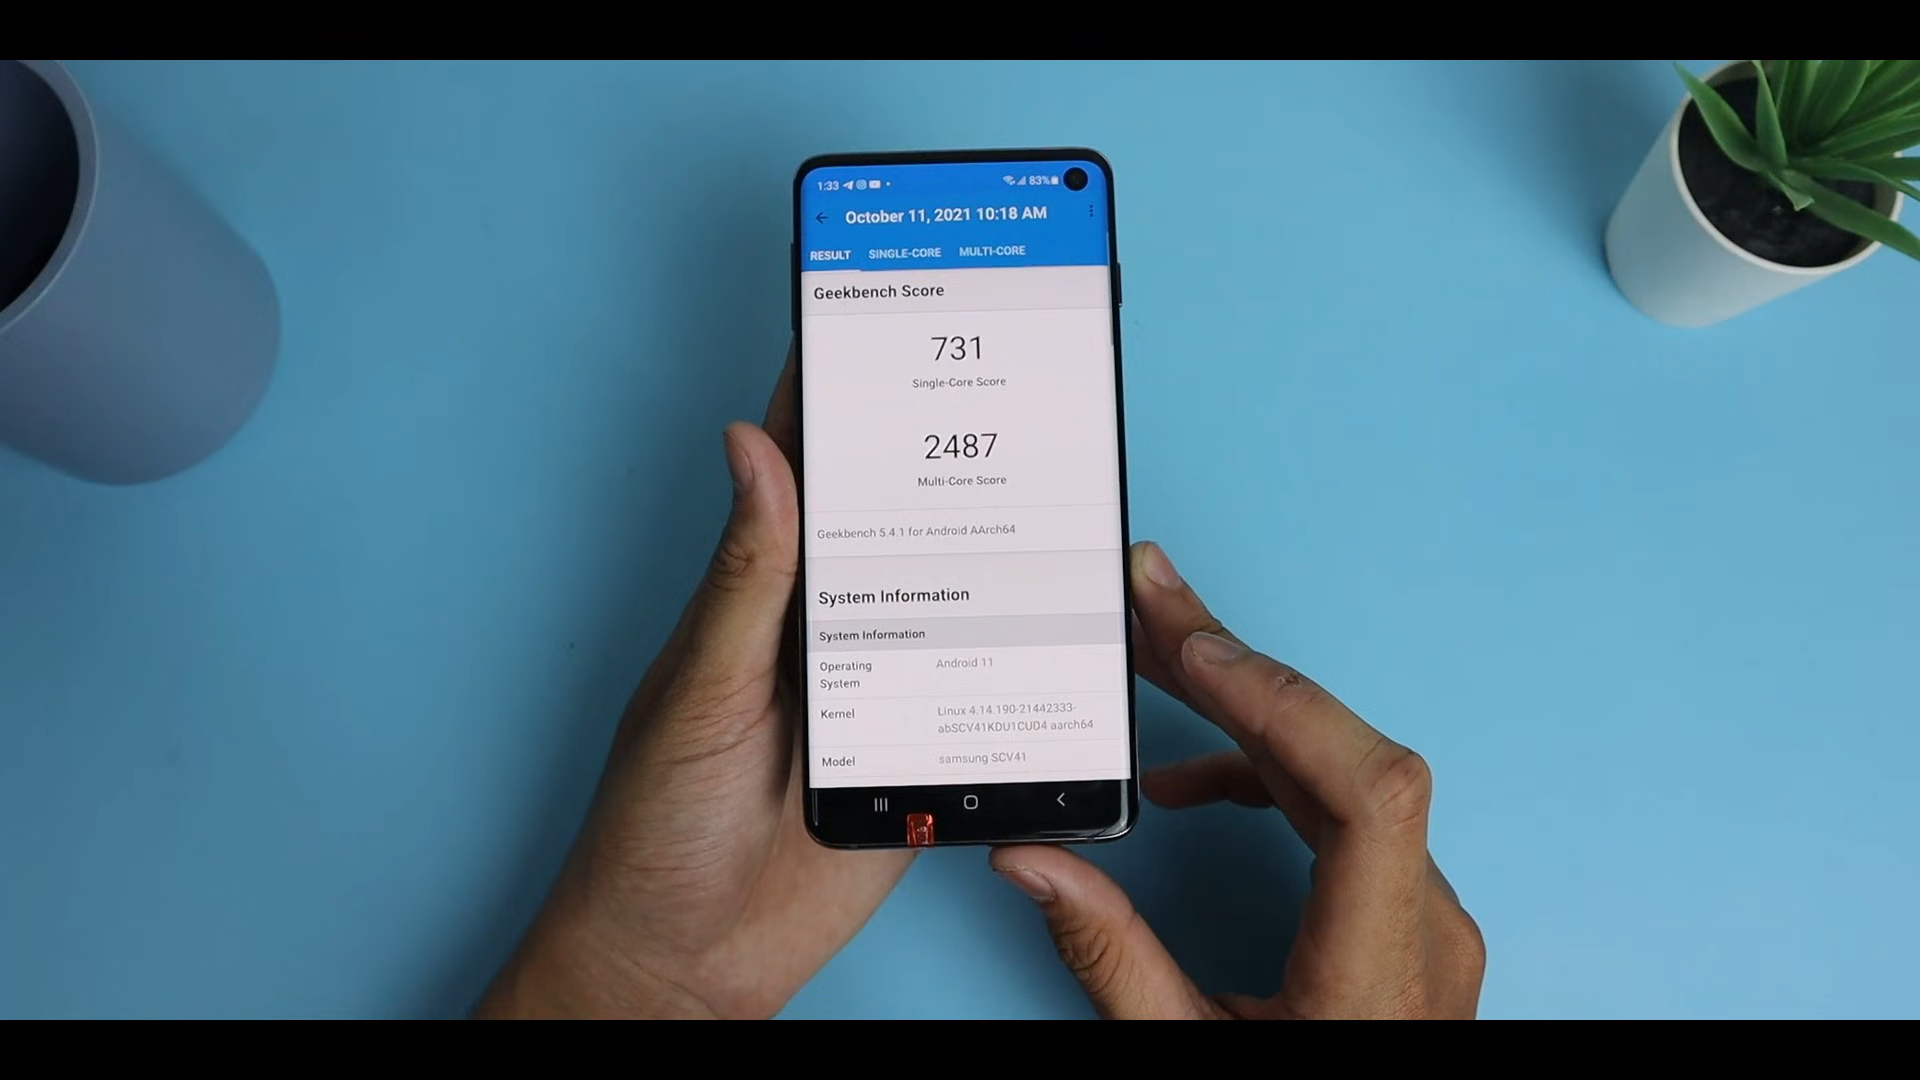 1:33 83%
October 11, 2021 10:18 AM
RESULT SINGLE-CORE MULTI-CORE
Geekbench Score
731
Single-Core Score
2487
Multi-Core Score
Geekbench 5.4.1 for Android AArch64
System Information
System Information
Operating System Android 11
Kernel Linux 4.14.190-21442333-
abSCV41KDU1CUD4 aarch64
Model samsung SCV41